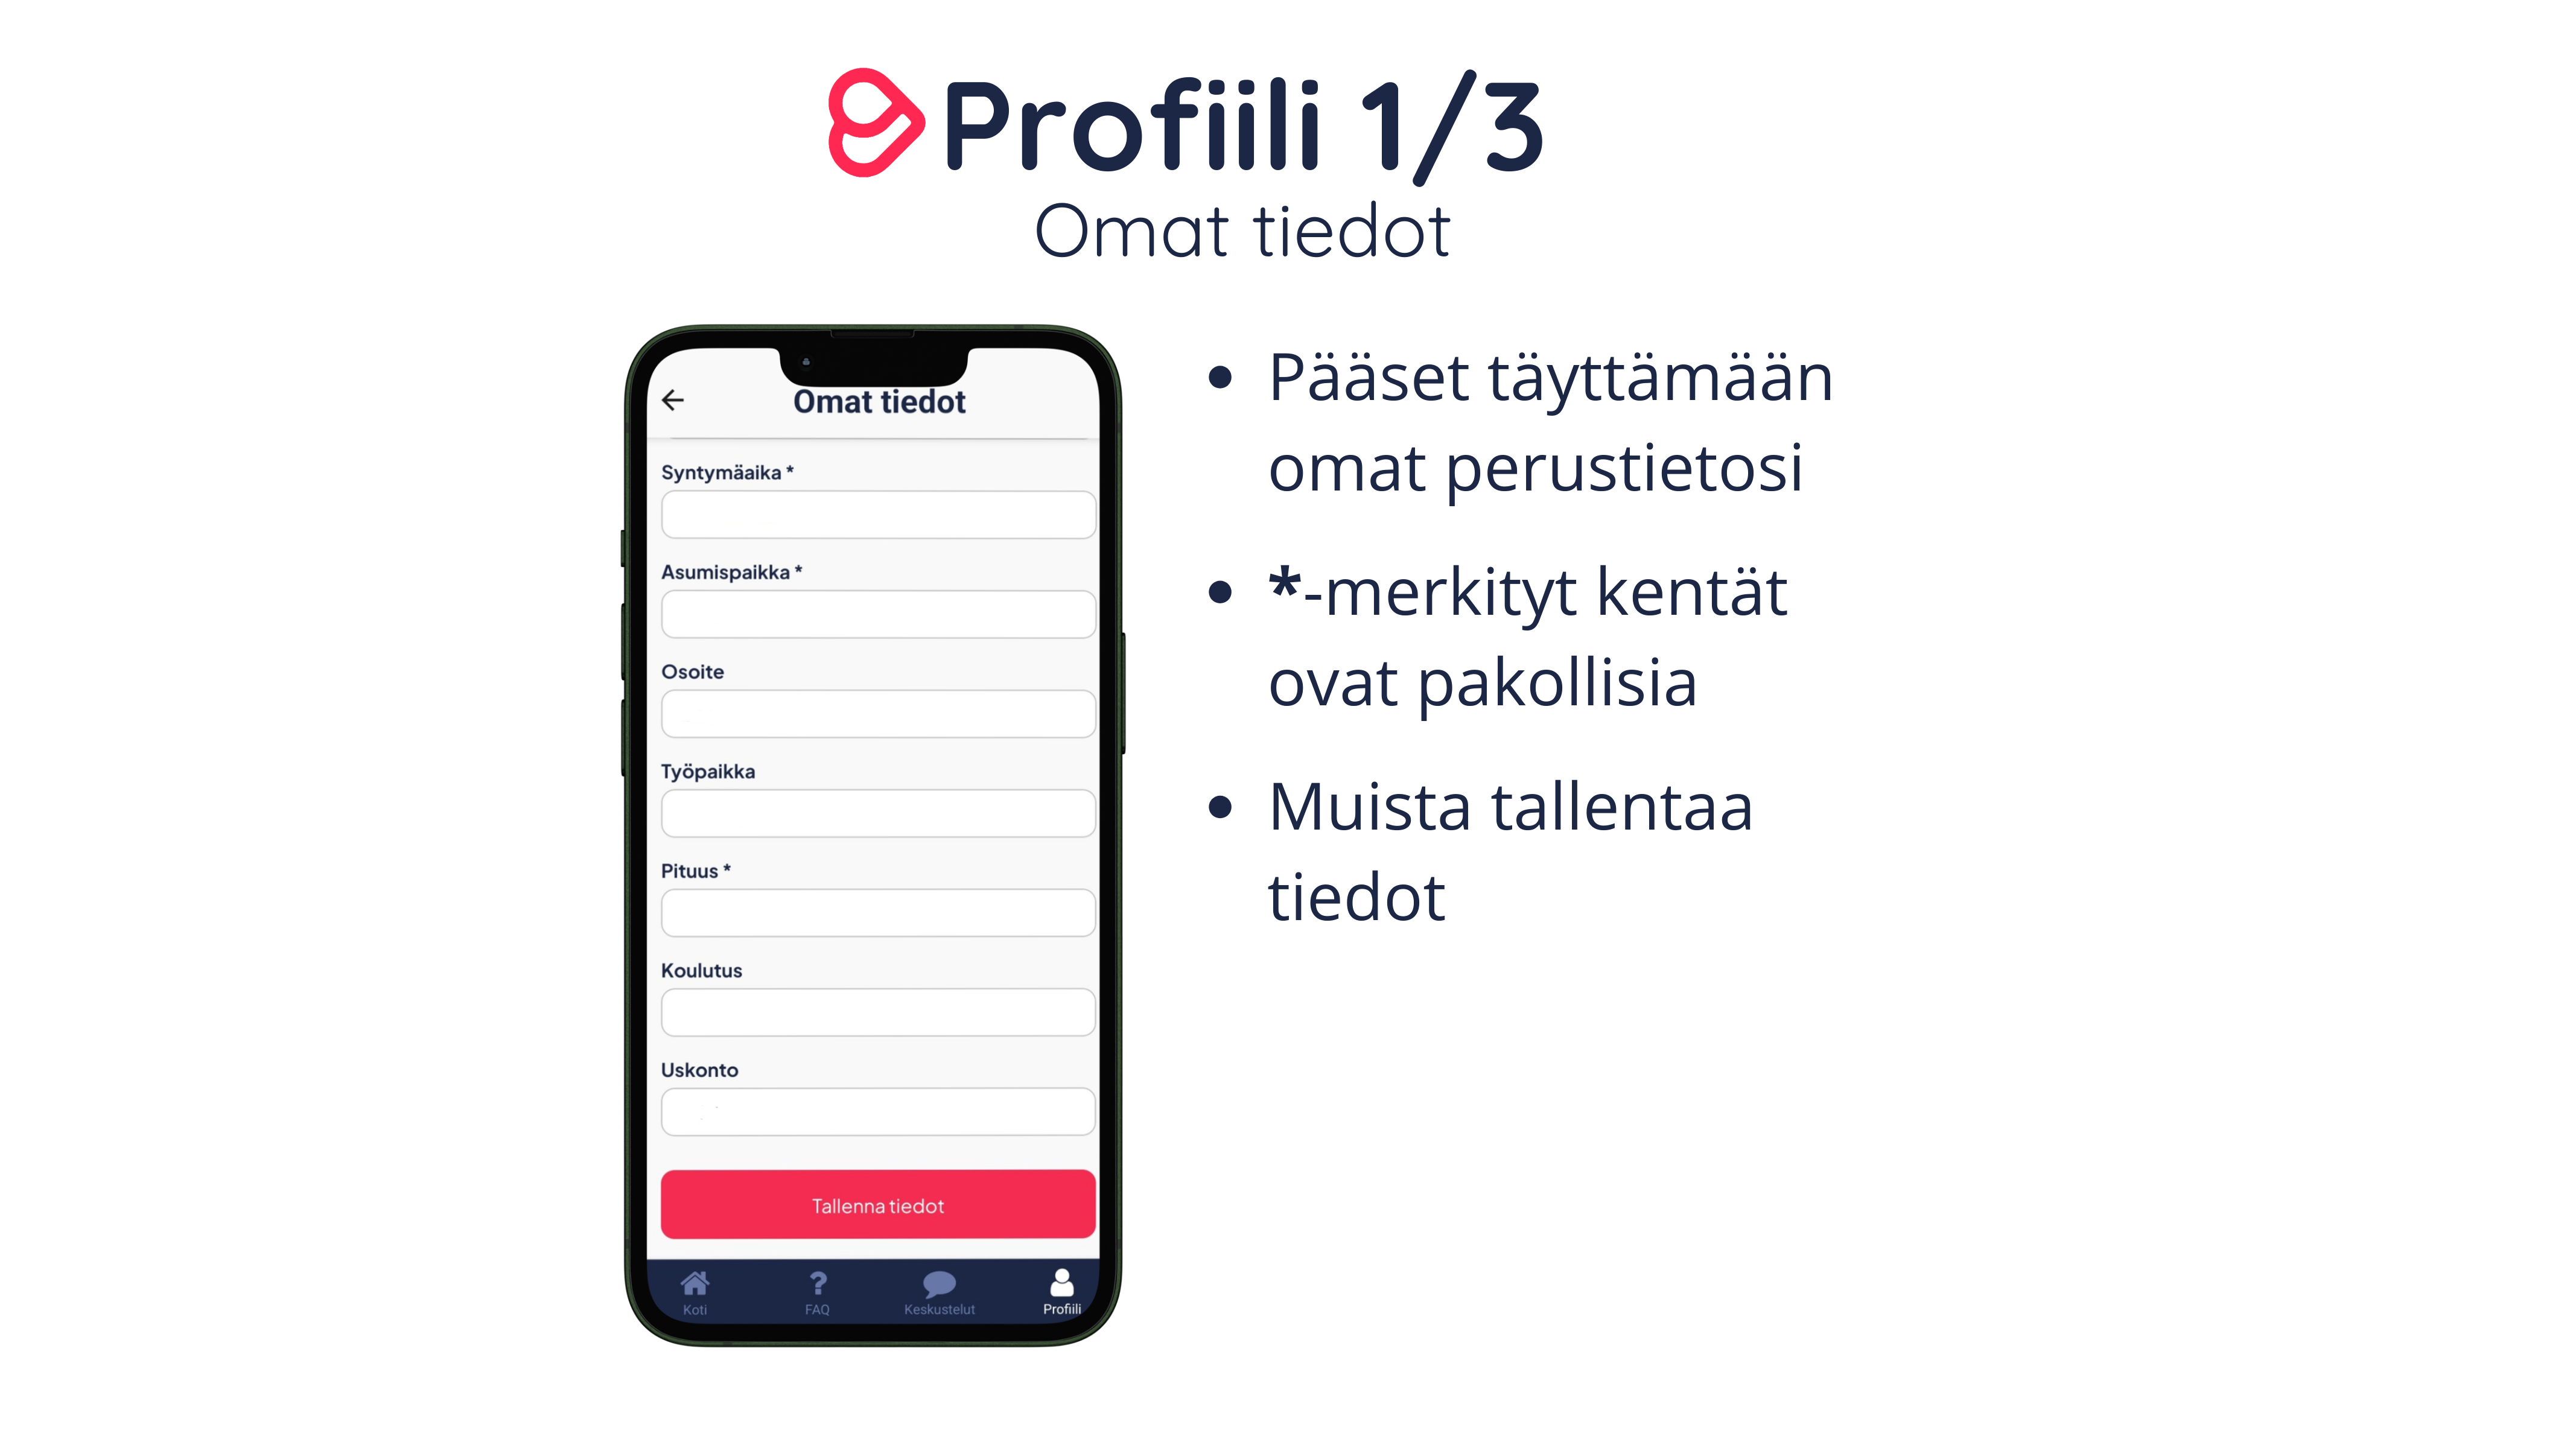 Profiili 1/3
Omat tiedot
Omat tiedot
Syntymäaika *
Asumispaikka *
Osoite
Työpaikka
Pituus *
Koulutus
Uskonto
Tallenna tiedot
Koti
FAQ
Keskustelut
Profiili
• Pääset täyttämään
omat perustietosi
• *-merkityt kentät
ovat pakollisia
• Muista tallentaa
tiedot